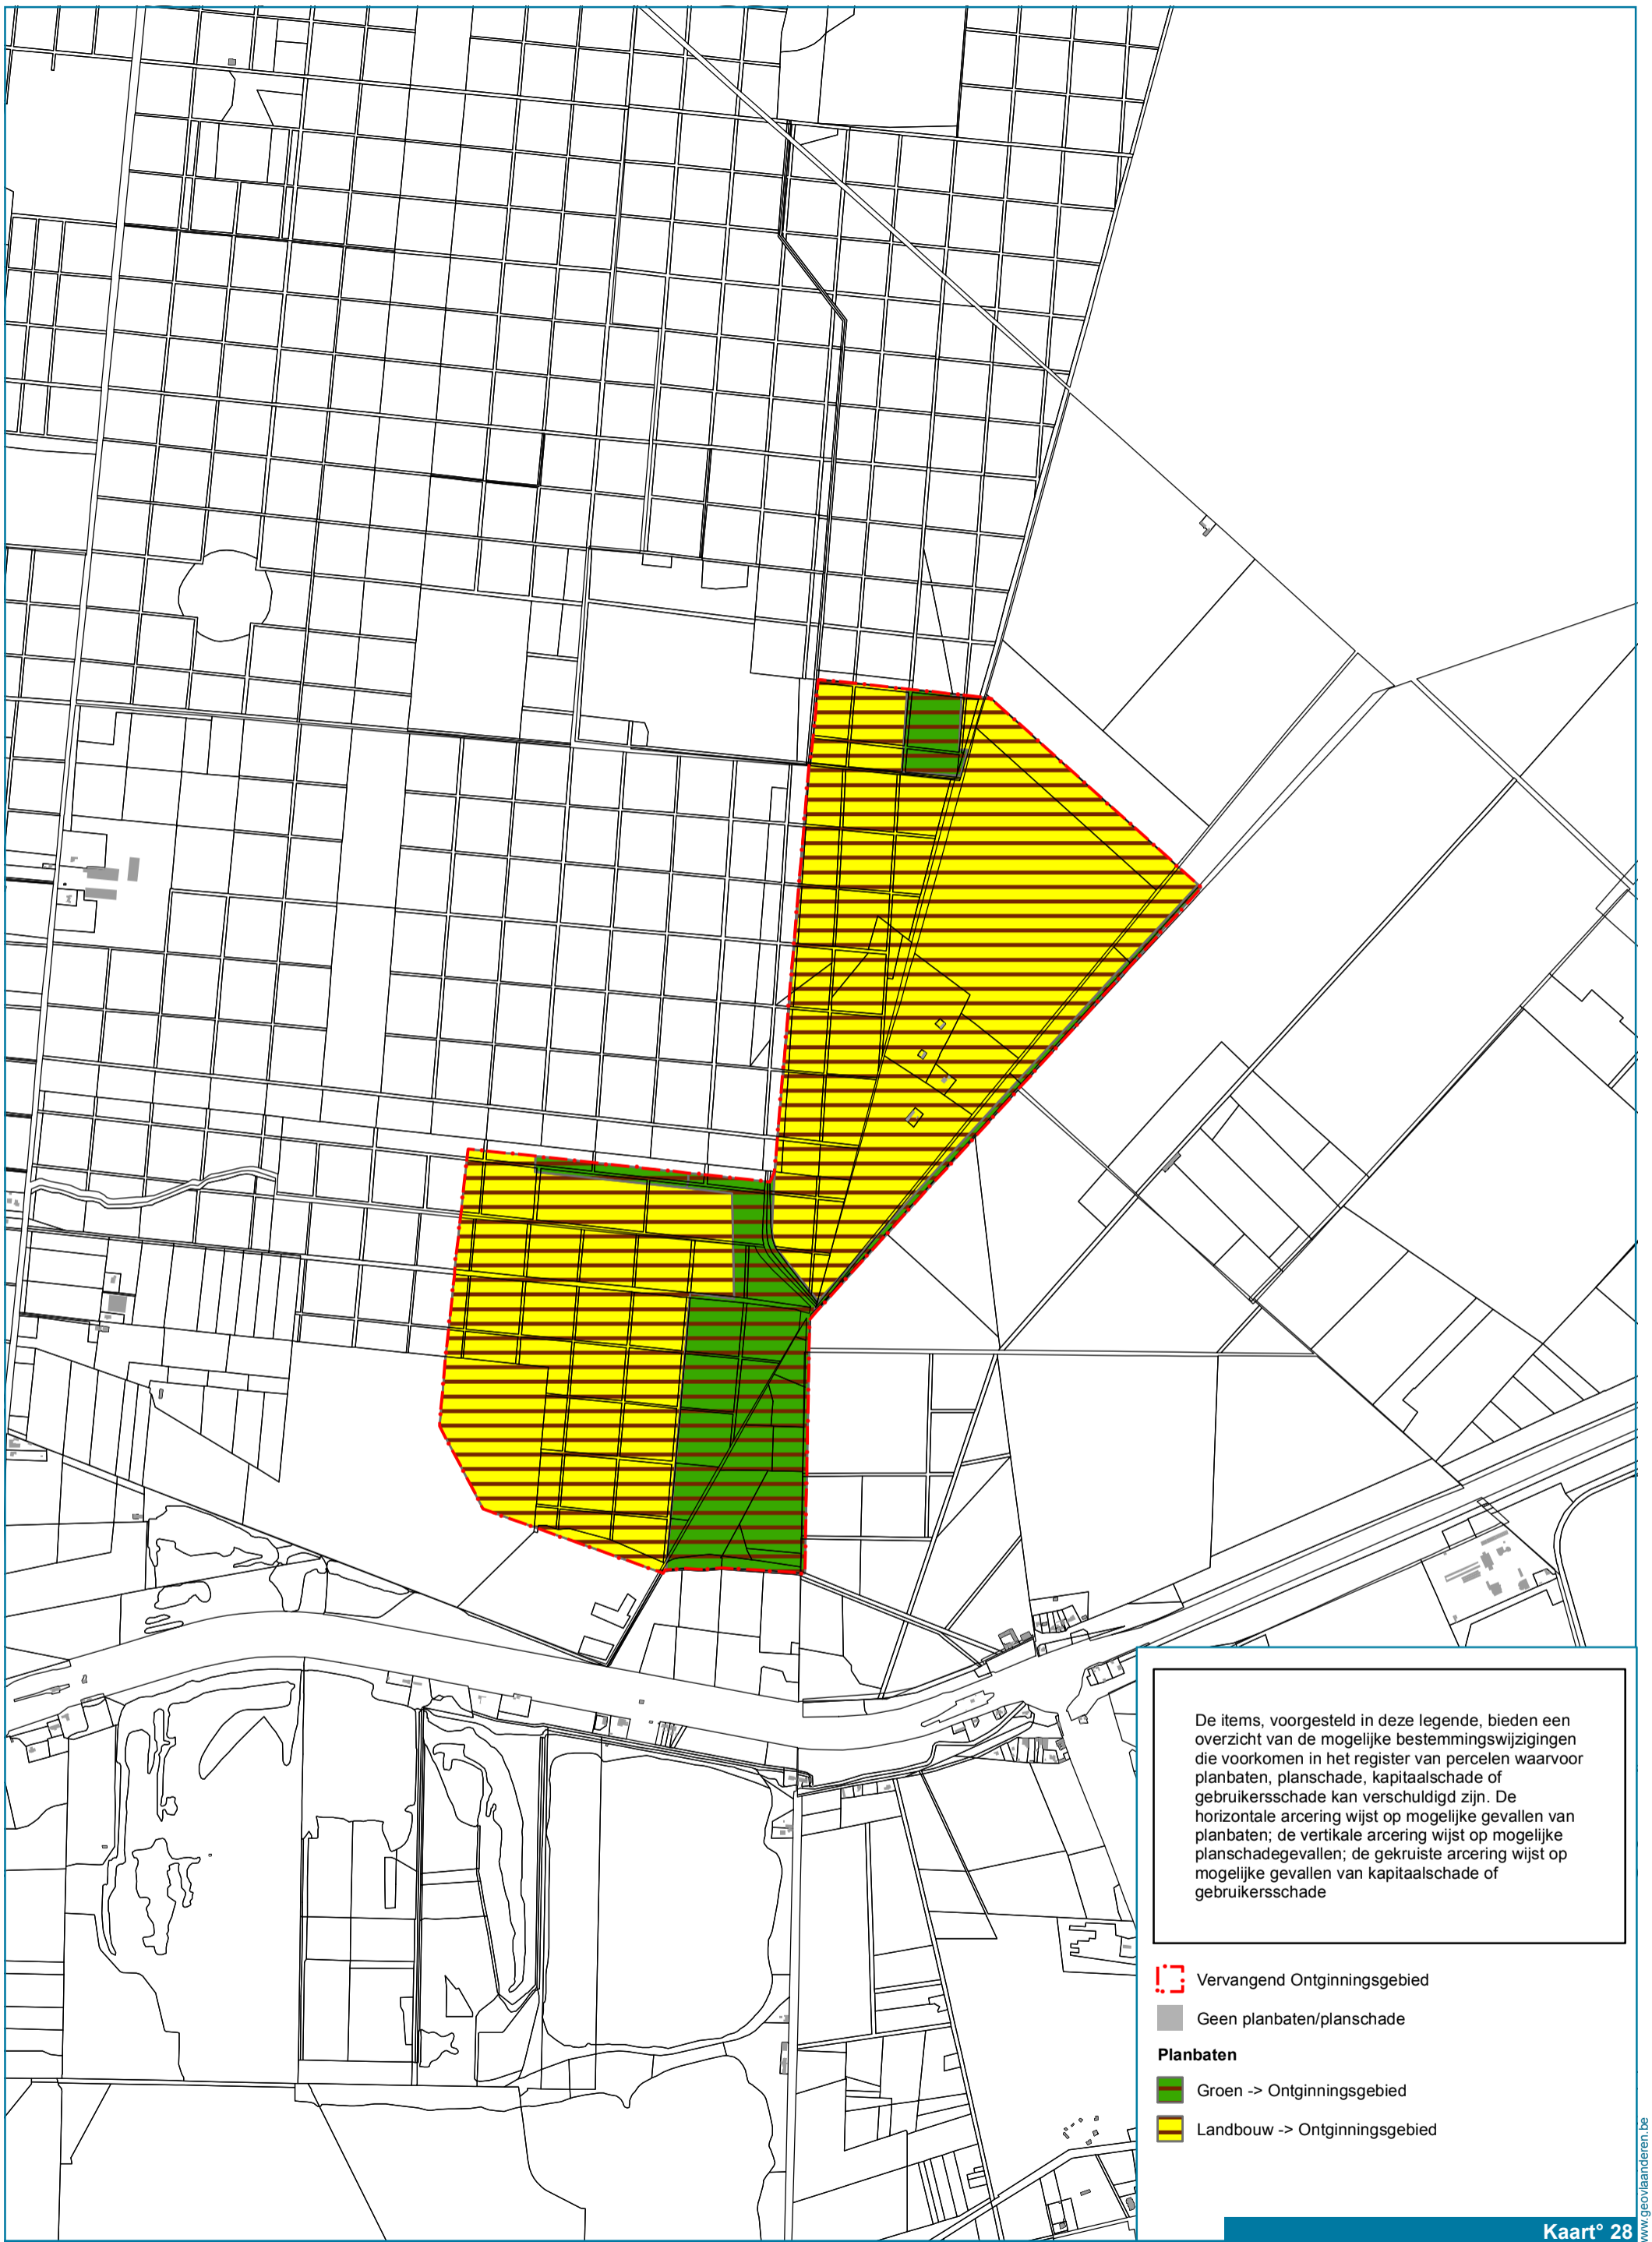 De items, voorgesteld in deze legende, bieden een
overzicht van de mogelijke bestemmingswijzigingen
die voorkomen in het register van percelen waarvoor
planbaten, planschade, kapitaalschade of
gebruikersschade kan verschuldigd zijn. De
horizontale arcering wijst op mogelijke gevallen van
planbaten; de vertikale arcering wijst op mogelijke
planschadegevallen; de gekruiste arcering wijst op
mogelijke gevallen van kapitaalschade of
gebruikersschade
Vervangend Ontginningsgebied
Geen planbaten/planschade
Planbaten
Groen -> Ontginningsgebied
Landbouw -> Ontginningsgebied
Kaart° 28
www.geovlaanderen.be